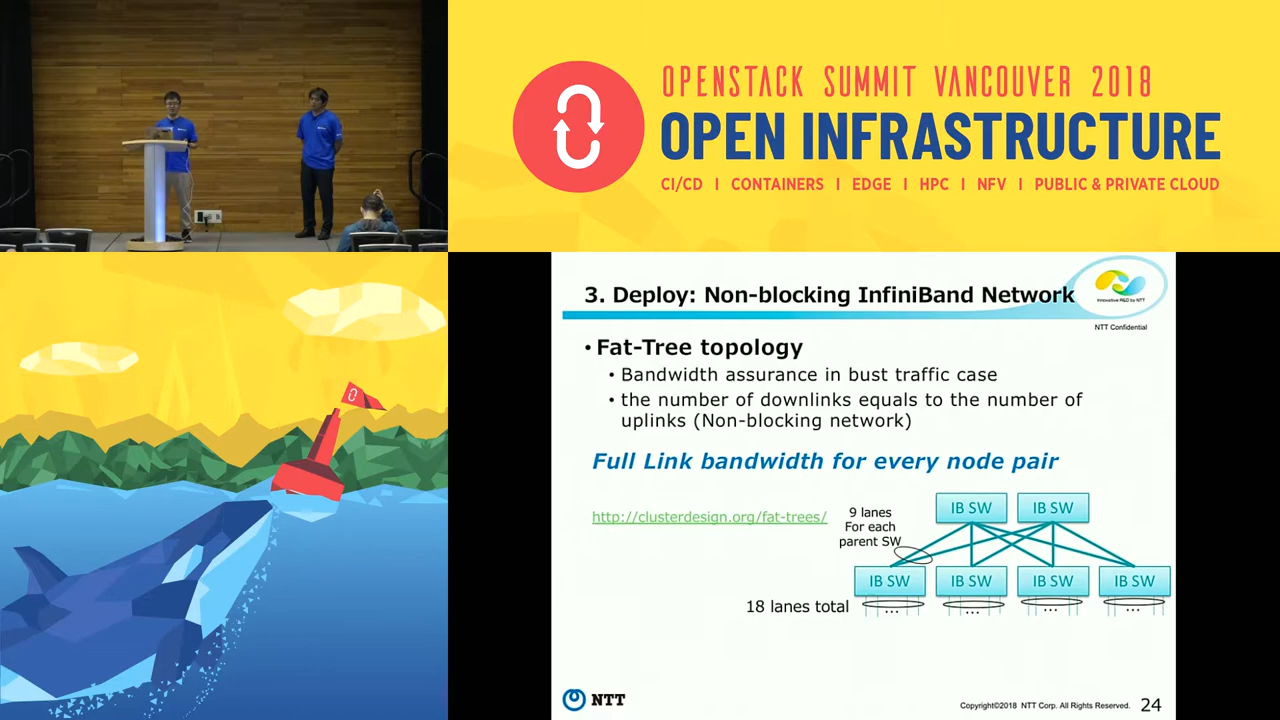 OPENSTACK SUMMIT VANCOUVER 2018
OPEN INFRASTRUCTURE
CI/CD | CONTAINERS | EDGE | HPC | NFV | PUBLIC & PRIVATE CLOUD
3. Deploy: Non-blocking InfiniBand Network
Innovative R&D by NTT
NTT Confidential
• Fat-Tree topology
• Bandwidth assurance in bust traffic case
• the number of downlinks equals to the number of
uplinks (Non-blocking network)
Full Link bandwidth for every node pair
http://clusterdesign.org/fat-trees/
9 lanes
For each
parent SW
IB SW IB SW
IB SW IB SW IB SW IB SW
18 lanes total
... ... ... ...
NTT
Copyright©2018 NTT Corp. All Rights Reserved. 24